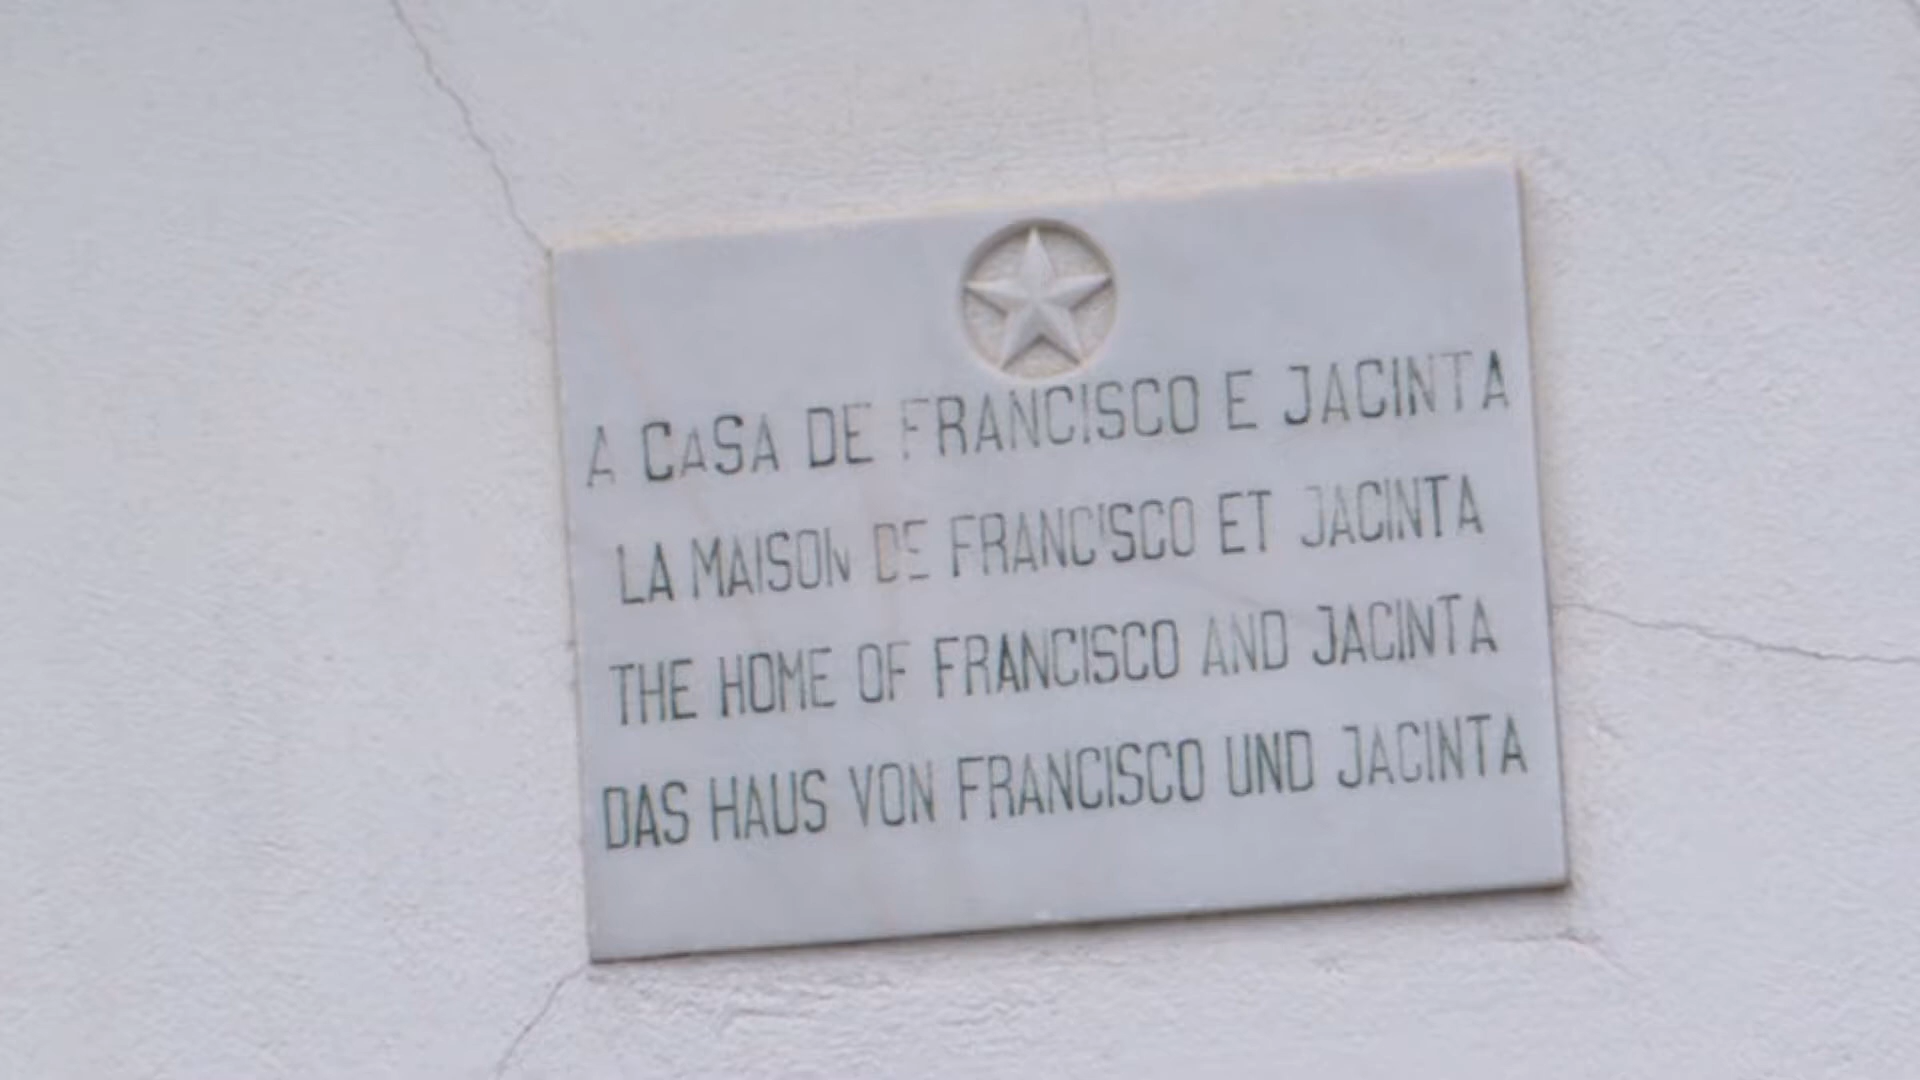 A CASA DE FRANCISCO E JACINTA
LA MAISON DE FRANCISCO ET JACINTA
THE HOME OF FRANCISCO AND JACINTA
DAS HAUS VON FRANCISCO UND JACINTA